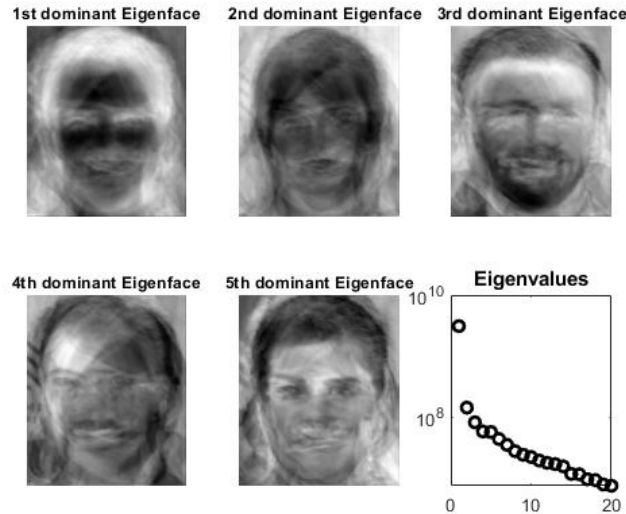 1st dominant Eigenface
2nd dominant Eigenface
3rd dominant Eigenface
4th dominant Eigenface
5th dominant Eigenface
Eigenvalues
10^10
10^8
0 10 20